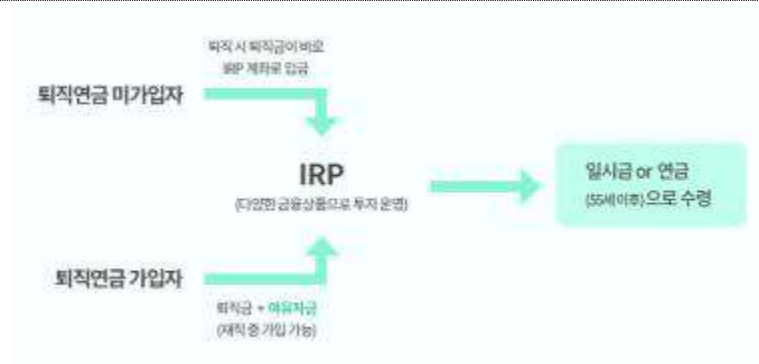 퇴직 시 퇴직금이 바로
IRP 계좌로 입금
퇴직연금 미가입자
IRP
(다양한 금융상품으로 투자 운영)
일시금 or 연금
(55세 이후)으로 수령
퇴직연금 가입자
퇴직금 + 여유자금
(재직 중 가입 가능)